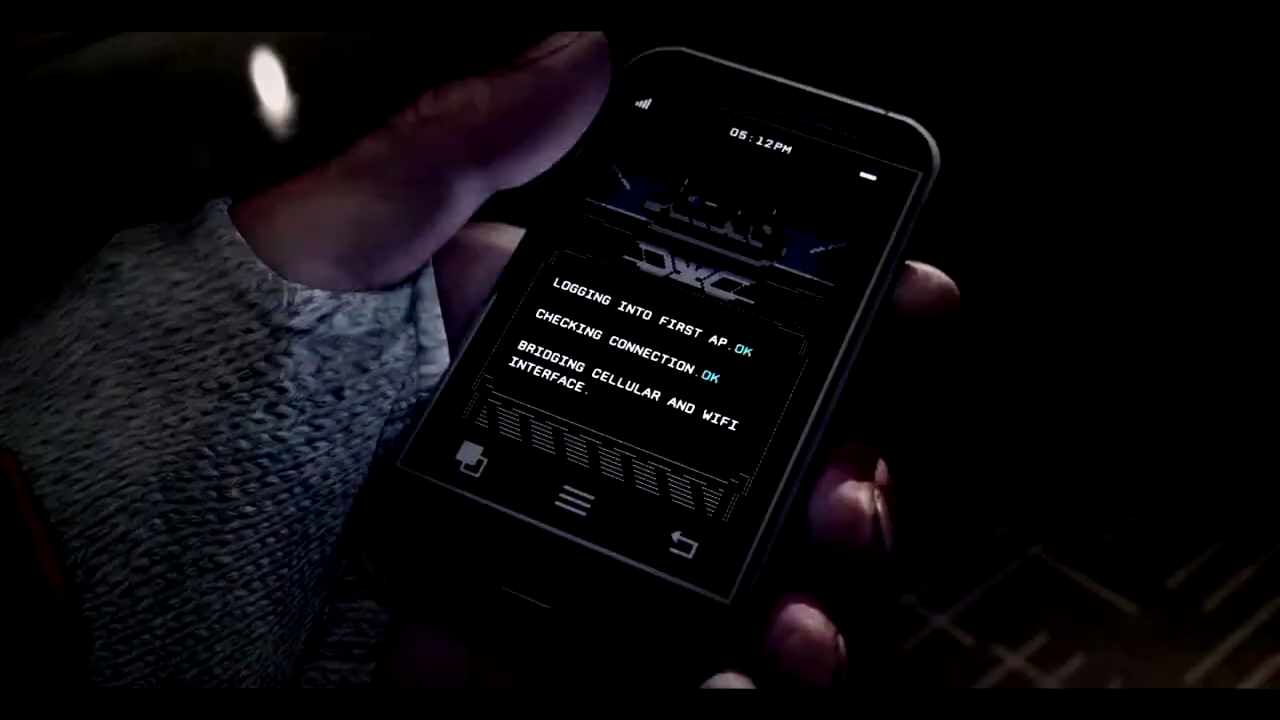 05:12PM
LOGGING INTO FIRST AP.OK
CHECKING CONNECTION.OK
BRIDGING CELLULAR AND WIFI
INTERFACE.